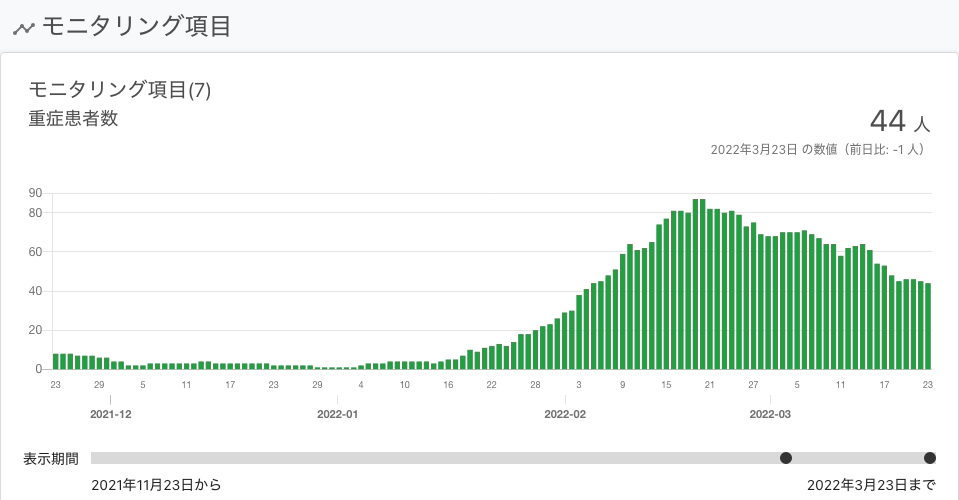 モニタリング項目
モニタリング項目(7)
重症患者数
44 人
2022年3月23日 の数値（前日比: -1 人）
90
80
60
40
20
0
23 29 5 11 17 23 29 4 10 16 22 28 3 9 15 21 27 5 11 17 23
2021-12 2022-01 2022-02 2022-03
表示期間
2021年11月23日から 2022年3月23日まで